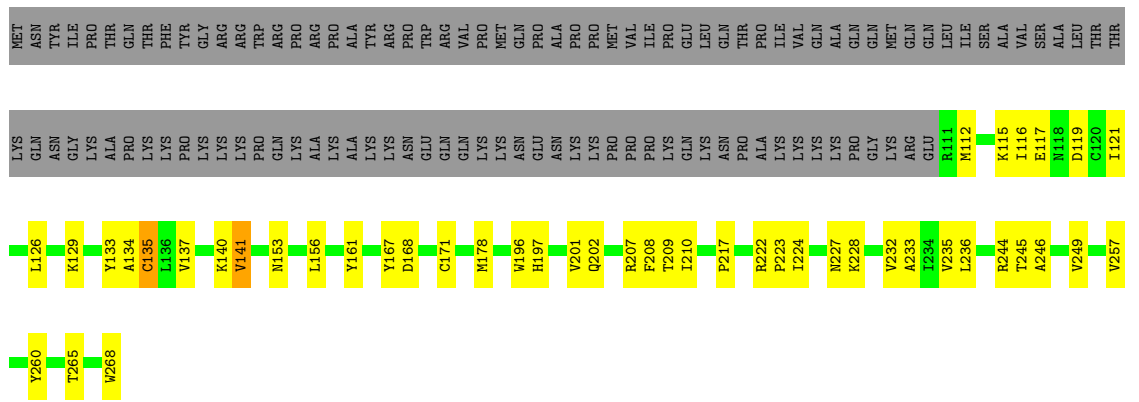 MET ASN TYR ILE PRO THR GLN THR PHE TYR GLY ARG ARG TRP ARG PRO ARG PRO ALA TYR ARG PRO TRP ARG VAL PRO MET GLN PRO ALA PRO PRO MET VAL ILE PRO GLU LEU GLN THR PRO ILE VAL GLN ALA GLN GLN MET GLN GLN LEU ILE SER ALA VAL SER ALA LEU THR THR
LYS GLN ASN GLY LYS ALA PRO LYS LYS PRO LYS LYS LYS PRO GLN LYS ALA LYS ALA LYS LYS ASN GLU GLN GLN LYS LYS ASN GLU ASN LYS LYS PRO PRO PRO LYS GLN LYS ASN PRO ALA LYS LYS LYS LYS PRO GLY LYS ARG GLU R111 M112 K115 I116 E117 N118 D119 C120 I121
L126 K129 Y133 A134 C135 L136 V137 K140 V141 N153 L156 Y161 Y167 D168 C171 M178 W196 H197 V201 Q202 R207 F208 T209 I210 P217 R222 P223 I224 N227 K228 V232 A233 I234 V235 L236 R244 T245 A246 V249 V257
Y260 T265 W268